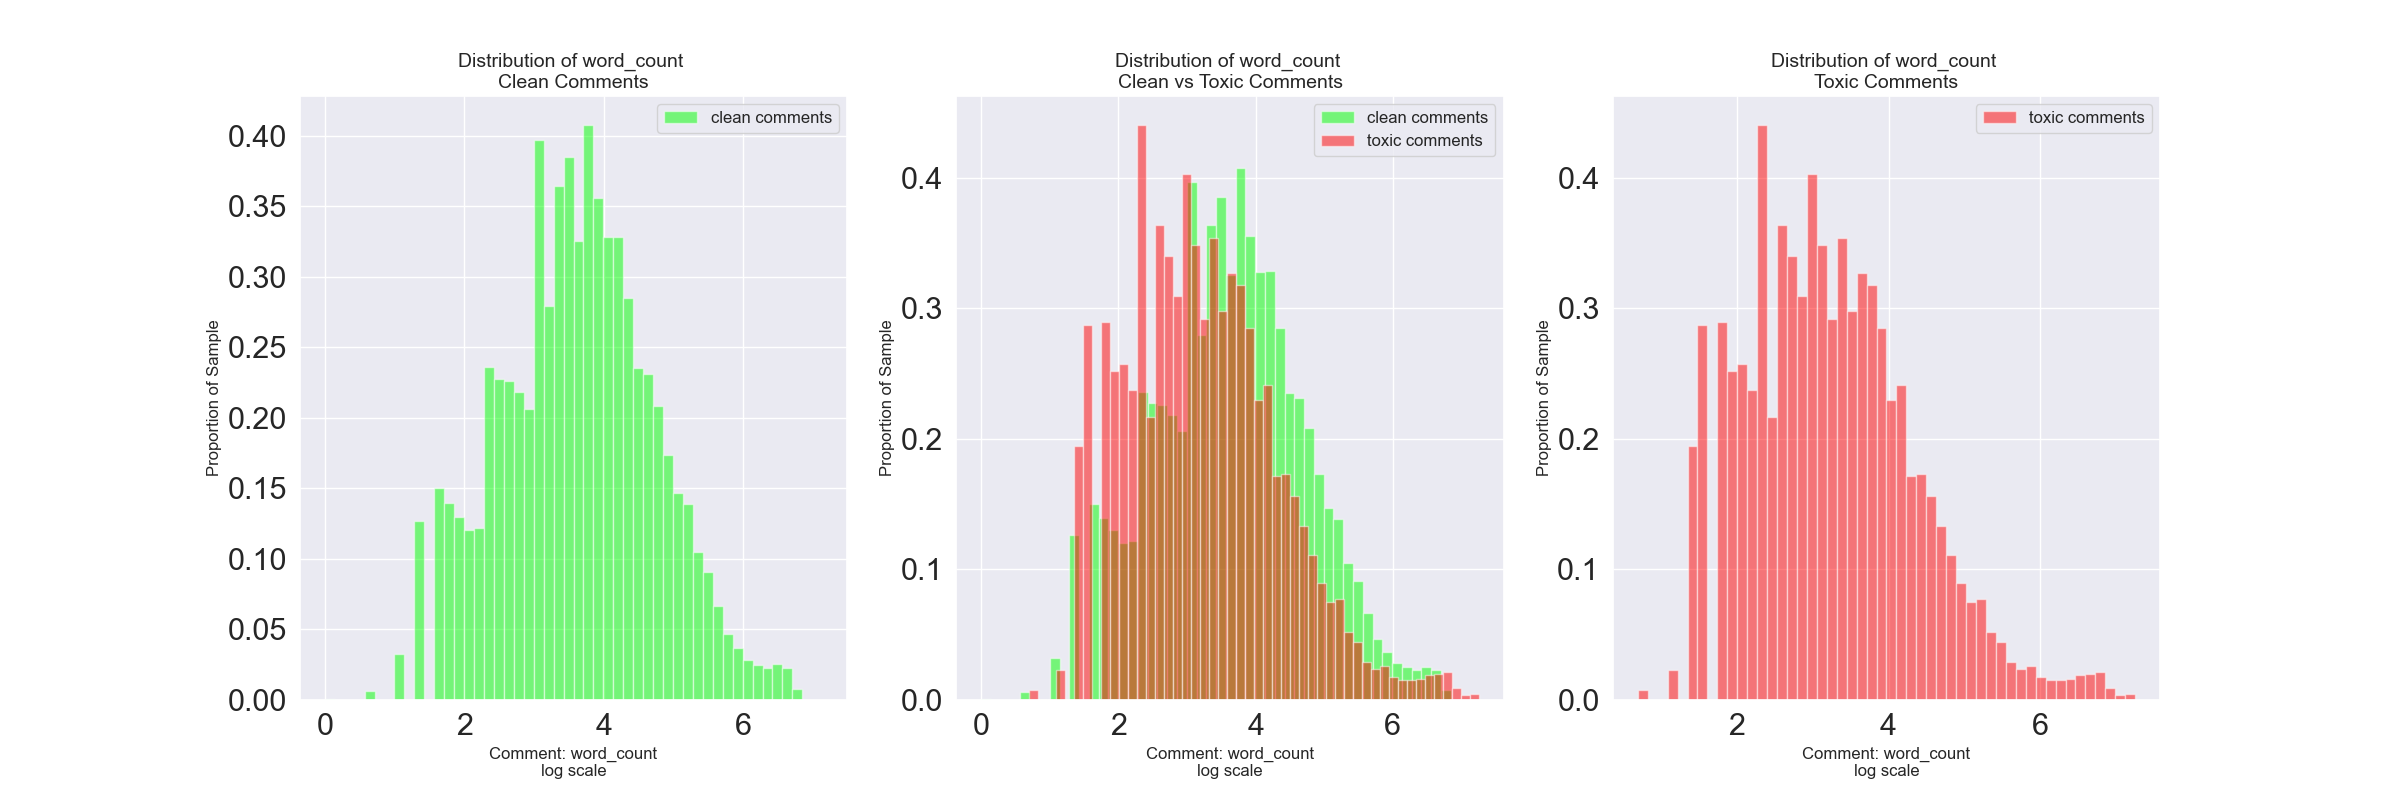 Distribution of word_count
Clean Comments
clean comments
0.40
0.35
0.30
0.25
0.20
0.15
0.10
0.05
0.00
Proportion of Sample
0 2 4 6
Comment: word_count
log scale
Distribution of word_count
Clean vs Toxic Comments
clean comments
toxic comments
0.4
0.3
0.2
0.1
0.0
Proportion of Sample
0 2 4 6
Comment: word_count
log scale
Distribution of word_count
Toxic Comments
toxic comments
0.4
0.3
0.2
0.1
0.0
Proportion of Sample
2 4 6
Comment: word_count
log scale